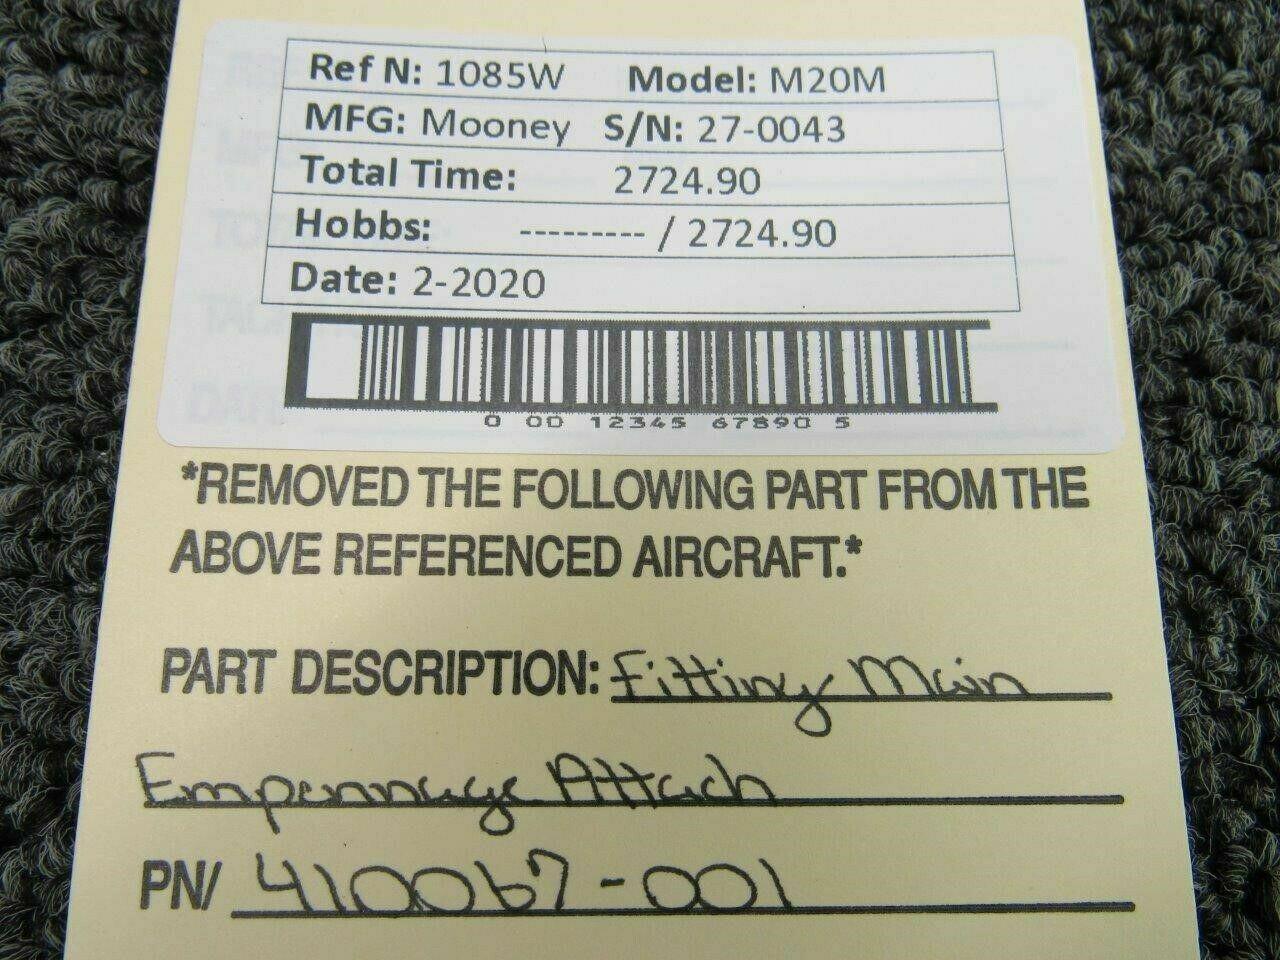 Ref N: 1085W Model: M20M
MFG: Mooney S/N: 27-0043
Total Time: 2724.90
Hobbs: --------- / 2724.90
Date: 2-2020
0 00 12345 67890 5
*REMOVED THE FOLLOWING PART FROM THE
ABOVE REFERENCED AIRCRAFT.*
PART DESCRIPTION: Fitting Main
Empennage Attach
PN/ 410067-001